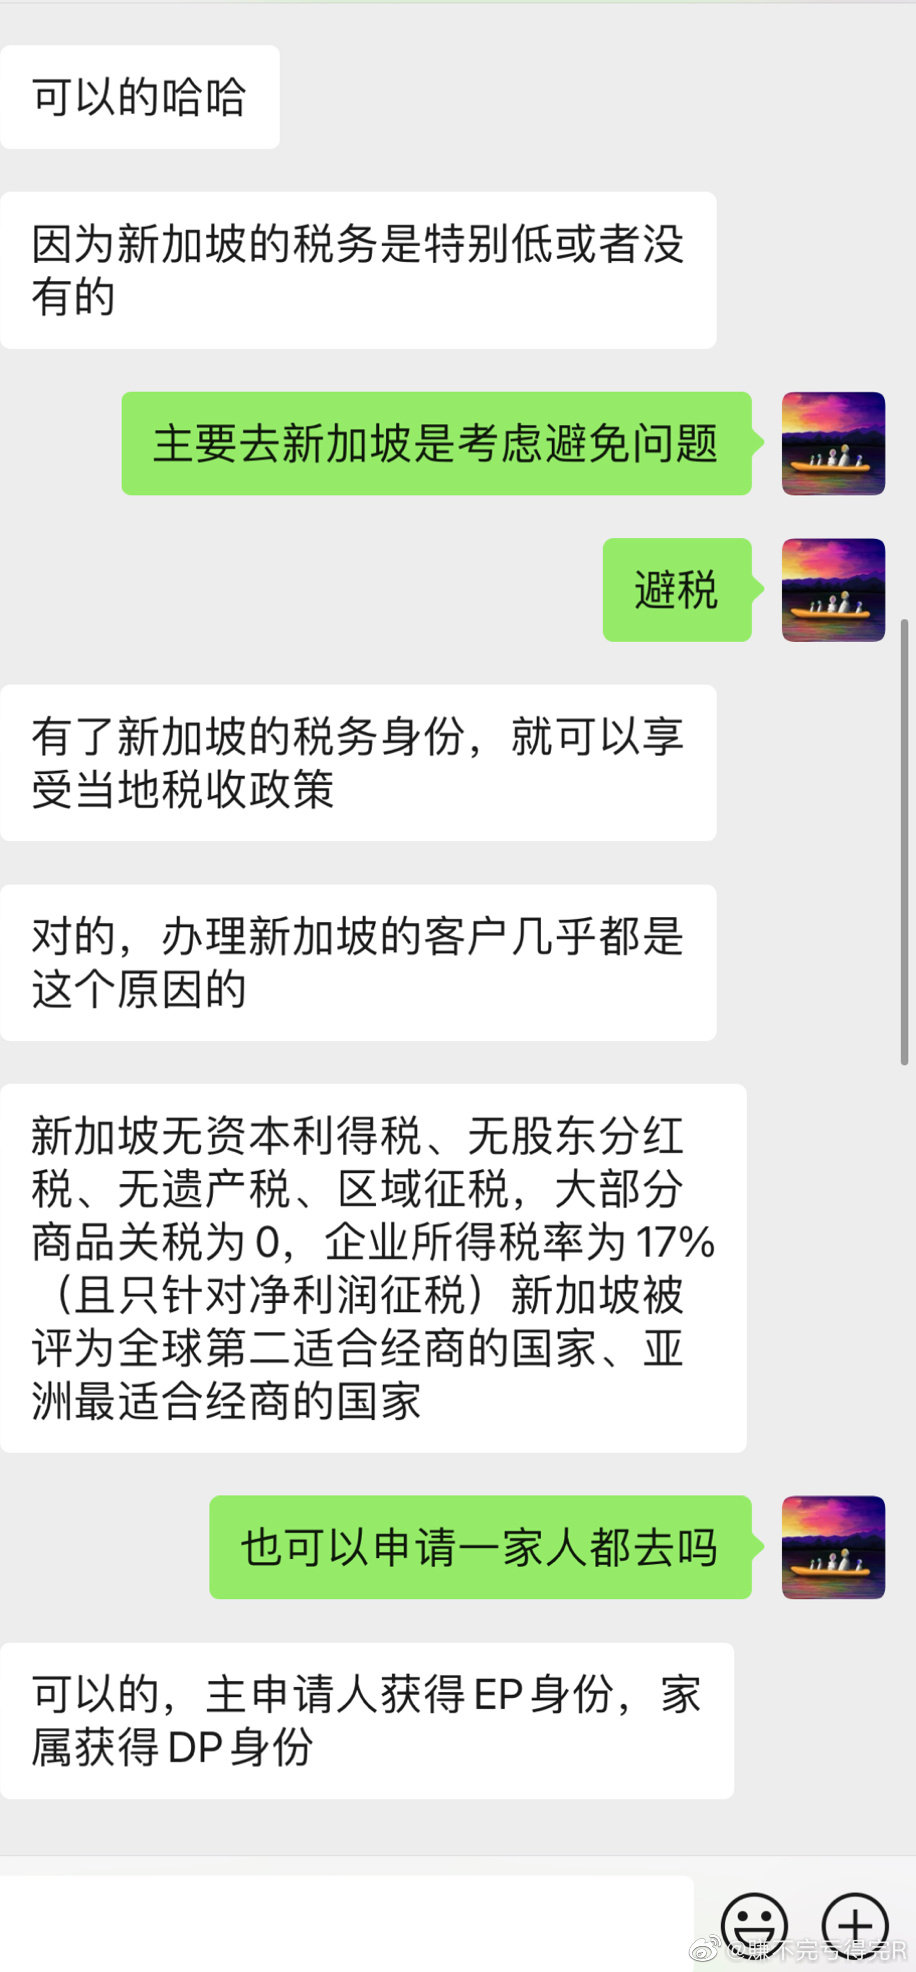 可以的哈哈
因为新加坡的税务是特别低或者没
有的
主要去新加坡是考虑避免问题
避税
有了新加坡的税务身份，就可以享
受当地税收政策
对的，办理新加坡的客户几乎都是
这个原因的
新加坡无资本利得税、无股东分红
税、无遗产税、区域征税，大部分
商品关税为0，企业所得税率为17%
（且只针对净利润征税）新加坡被
评为全球第二适合经商的国家、亚
洲最适合经商的国家
也可以申请一家人都去吗
可以的，主申请人获得EP身份，家
属获得DP身份
@赚不完亏得完R